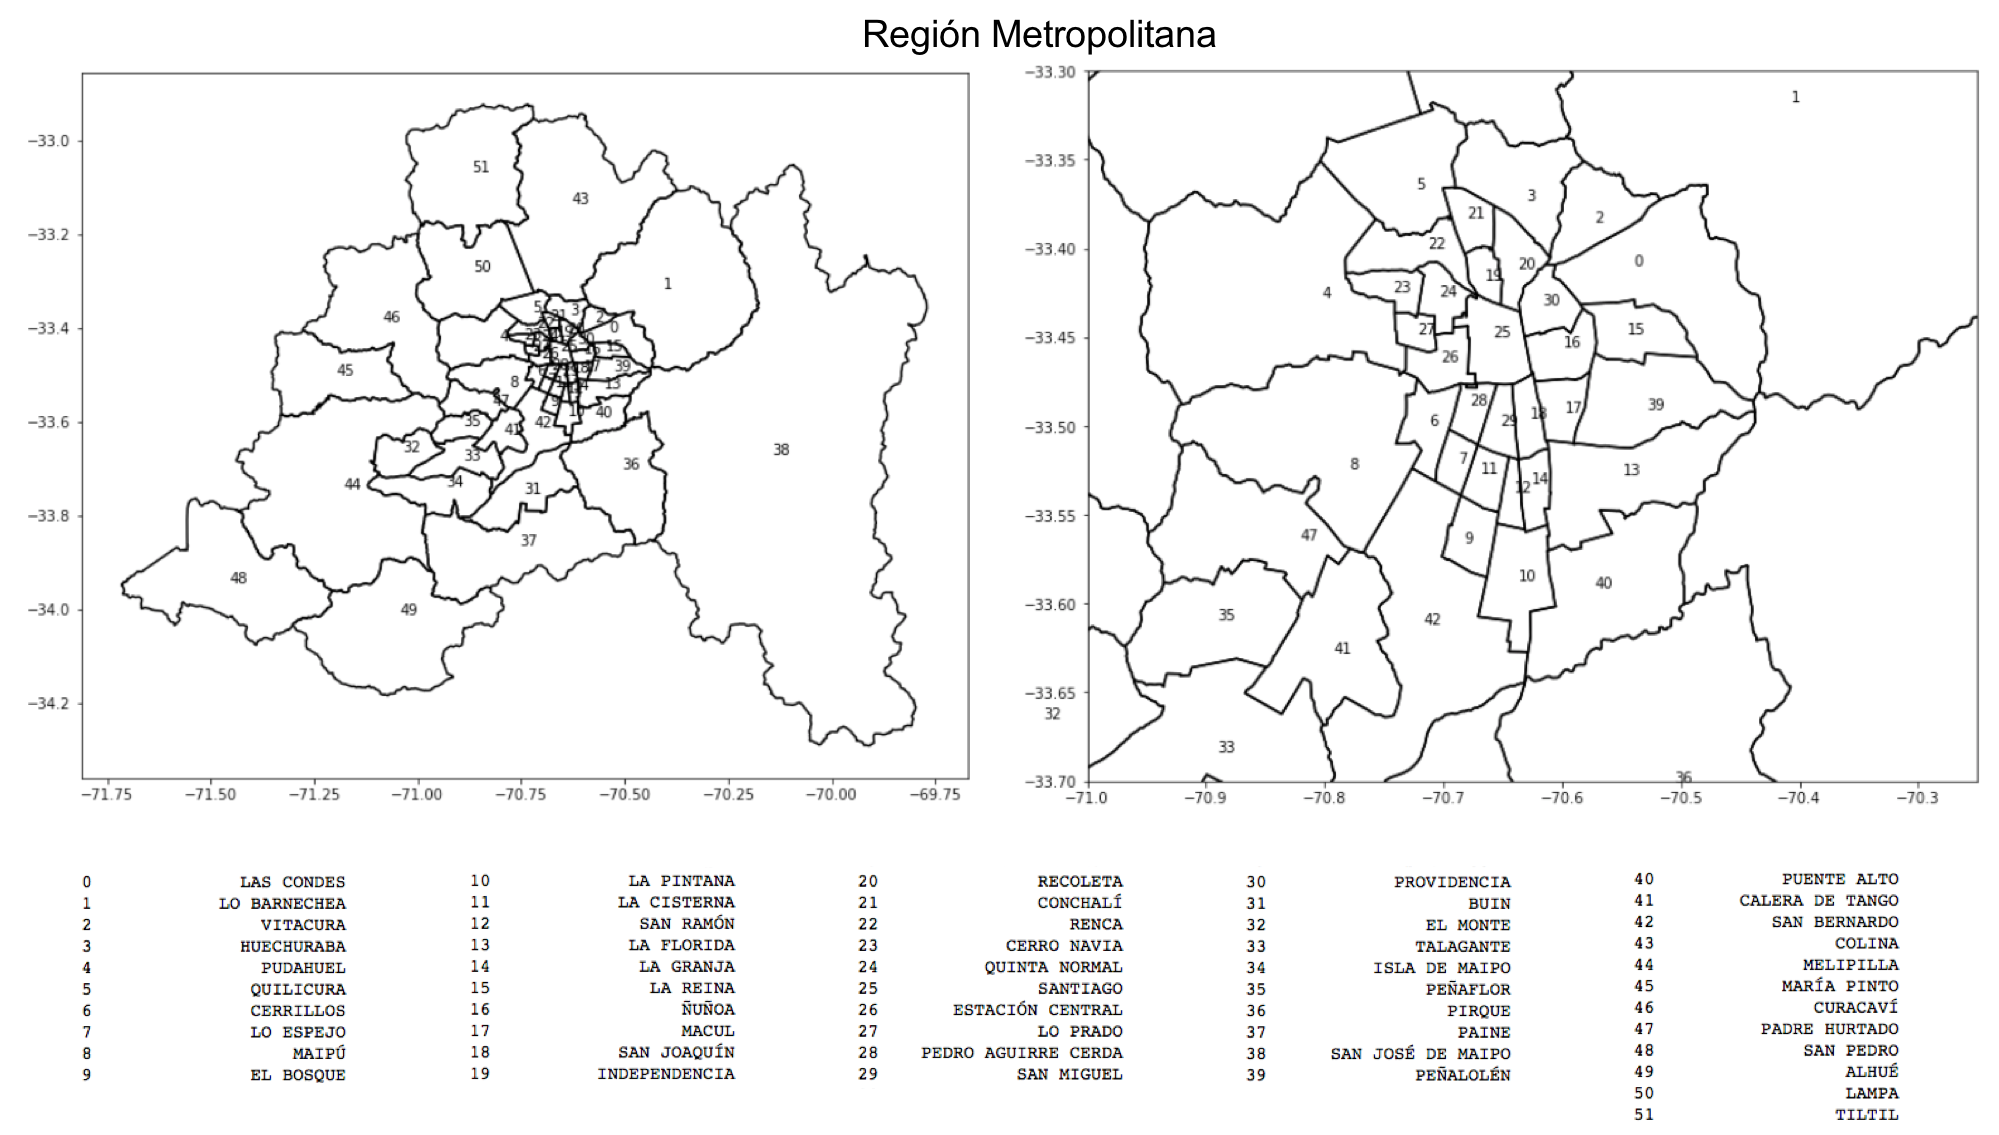 Región Metropolitana
−33.0
−33.2
−33.4
−33.6
−33.8
−34.0
−34.2
−71.75 −71.50 −71.25 −71.00 −70.75 −70.50 −70.25 −70.00 −69.75
51
43
50
1
46
5
3
2
0
4
45
15
39
8
13
47
9
40
35
42
41
32
33
36
38
44
34
31
37
48
49
−33.30
−33.35
−33.40
−33.45
−33.50
−33.55
−33.60
−33.65
−33.70
−71.0 −70.9 −70.8 −70.7 −70.6 −70.5 −70.4 −70.3
1
5
3
21
2
22
20
0
19
23
24
4
30
27
25
15
16
26
28
39
17
18
6
29
7
8
11
13
14
12
47
9
10
40
35
42
41
32
33
36
0 LAS CONDES
1 LO BARNECHEA
2 VITACURA
3 HUECHURABA
4 PUDAHUEL
5 QUILICURA
6 CERRILLOS
7 LO ESPEJO
8 MAIPÚ
9 EL BOSQUE
10 LA PINTANA
11 LA CISTERNA
12 SAN RAMÓN
13 LA FLORIDA
14 LA GRANJA
15 LA REINA
16 ÑUÑOA
17 MACUL
18 SAN JOAQUÍN
19 INDEPENDENCIA
20 RECOLETA
21 CONCHALÍ
22 RENCA
23 CERRO NAVIA
24 QUINTA NORMAL
25 SANTIAGO
26 ESTACIÓN CENTRAL
27 LO PRADO
28 PEDRO AGUIRRE CERDA
29 SAN MIGUEL
30 PROVIDENCIA
31 BUIN
32 EL MONTE
33 TALAGANTE
34 ISLA DE MAIPO
35 PEÑAFLOR
36 PIRQUE
37 PAINE
38 SAN JOSÉ DE MAIPO
39 PEÑALOLÉN
40 PUENTE ALTO
41 CALERA DE TANGO
42 SAN BERNARDO
43 COLINA
44 MELIPILLA
45 MARÍA PINTO
46 CURACAVÍ
47 PADRE HURTADO
48 SAN PEDRO
49 ALHUÉ
50 LAMPA
51 TILTIL